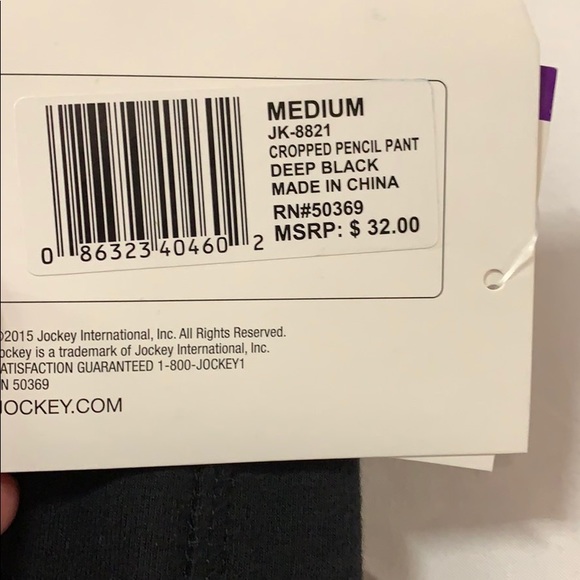 MEDIUM
JK-8821
CROPPED PENCIL PANT
DEEP BLACK
MADE IN CHINA
RN#50369
MSRP: $ 32.00
0 86323 40460 2
©2015 Jockey International, Inc. All Rights Reserved.
ockey is a trademark of Jockey International, Inc.
ATISFACTION GUARANTEED 1-800-JOCKEY1
N 50369
JOCKEY.COM